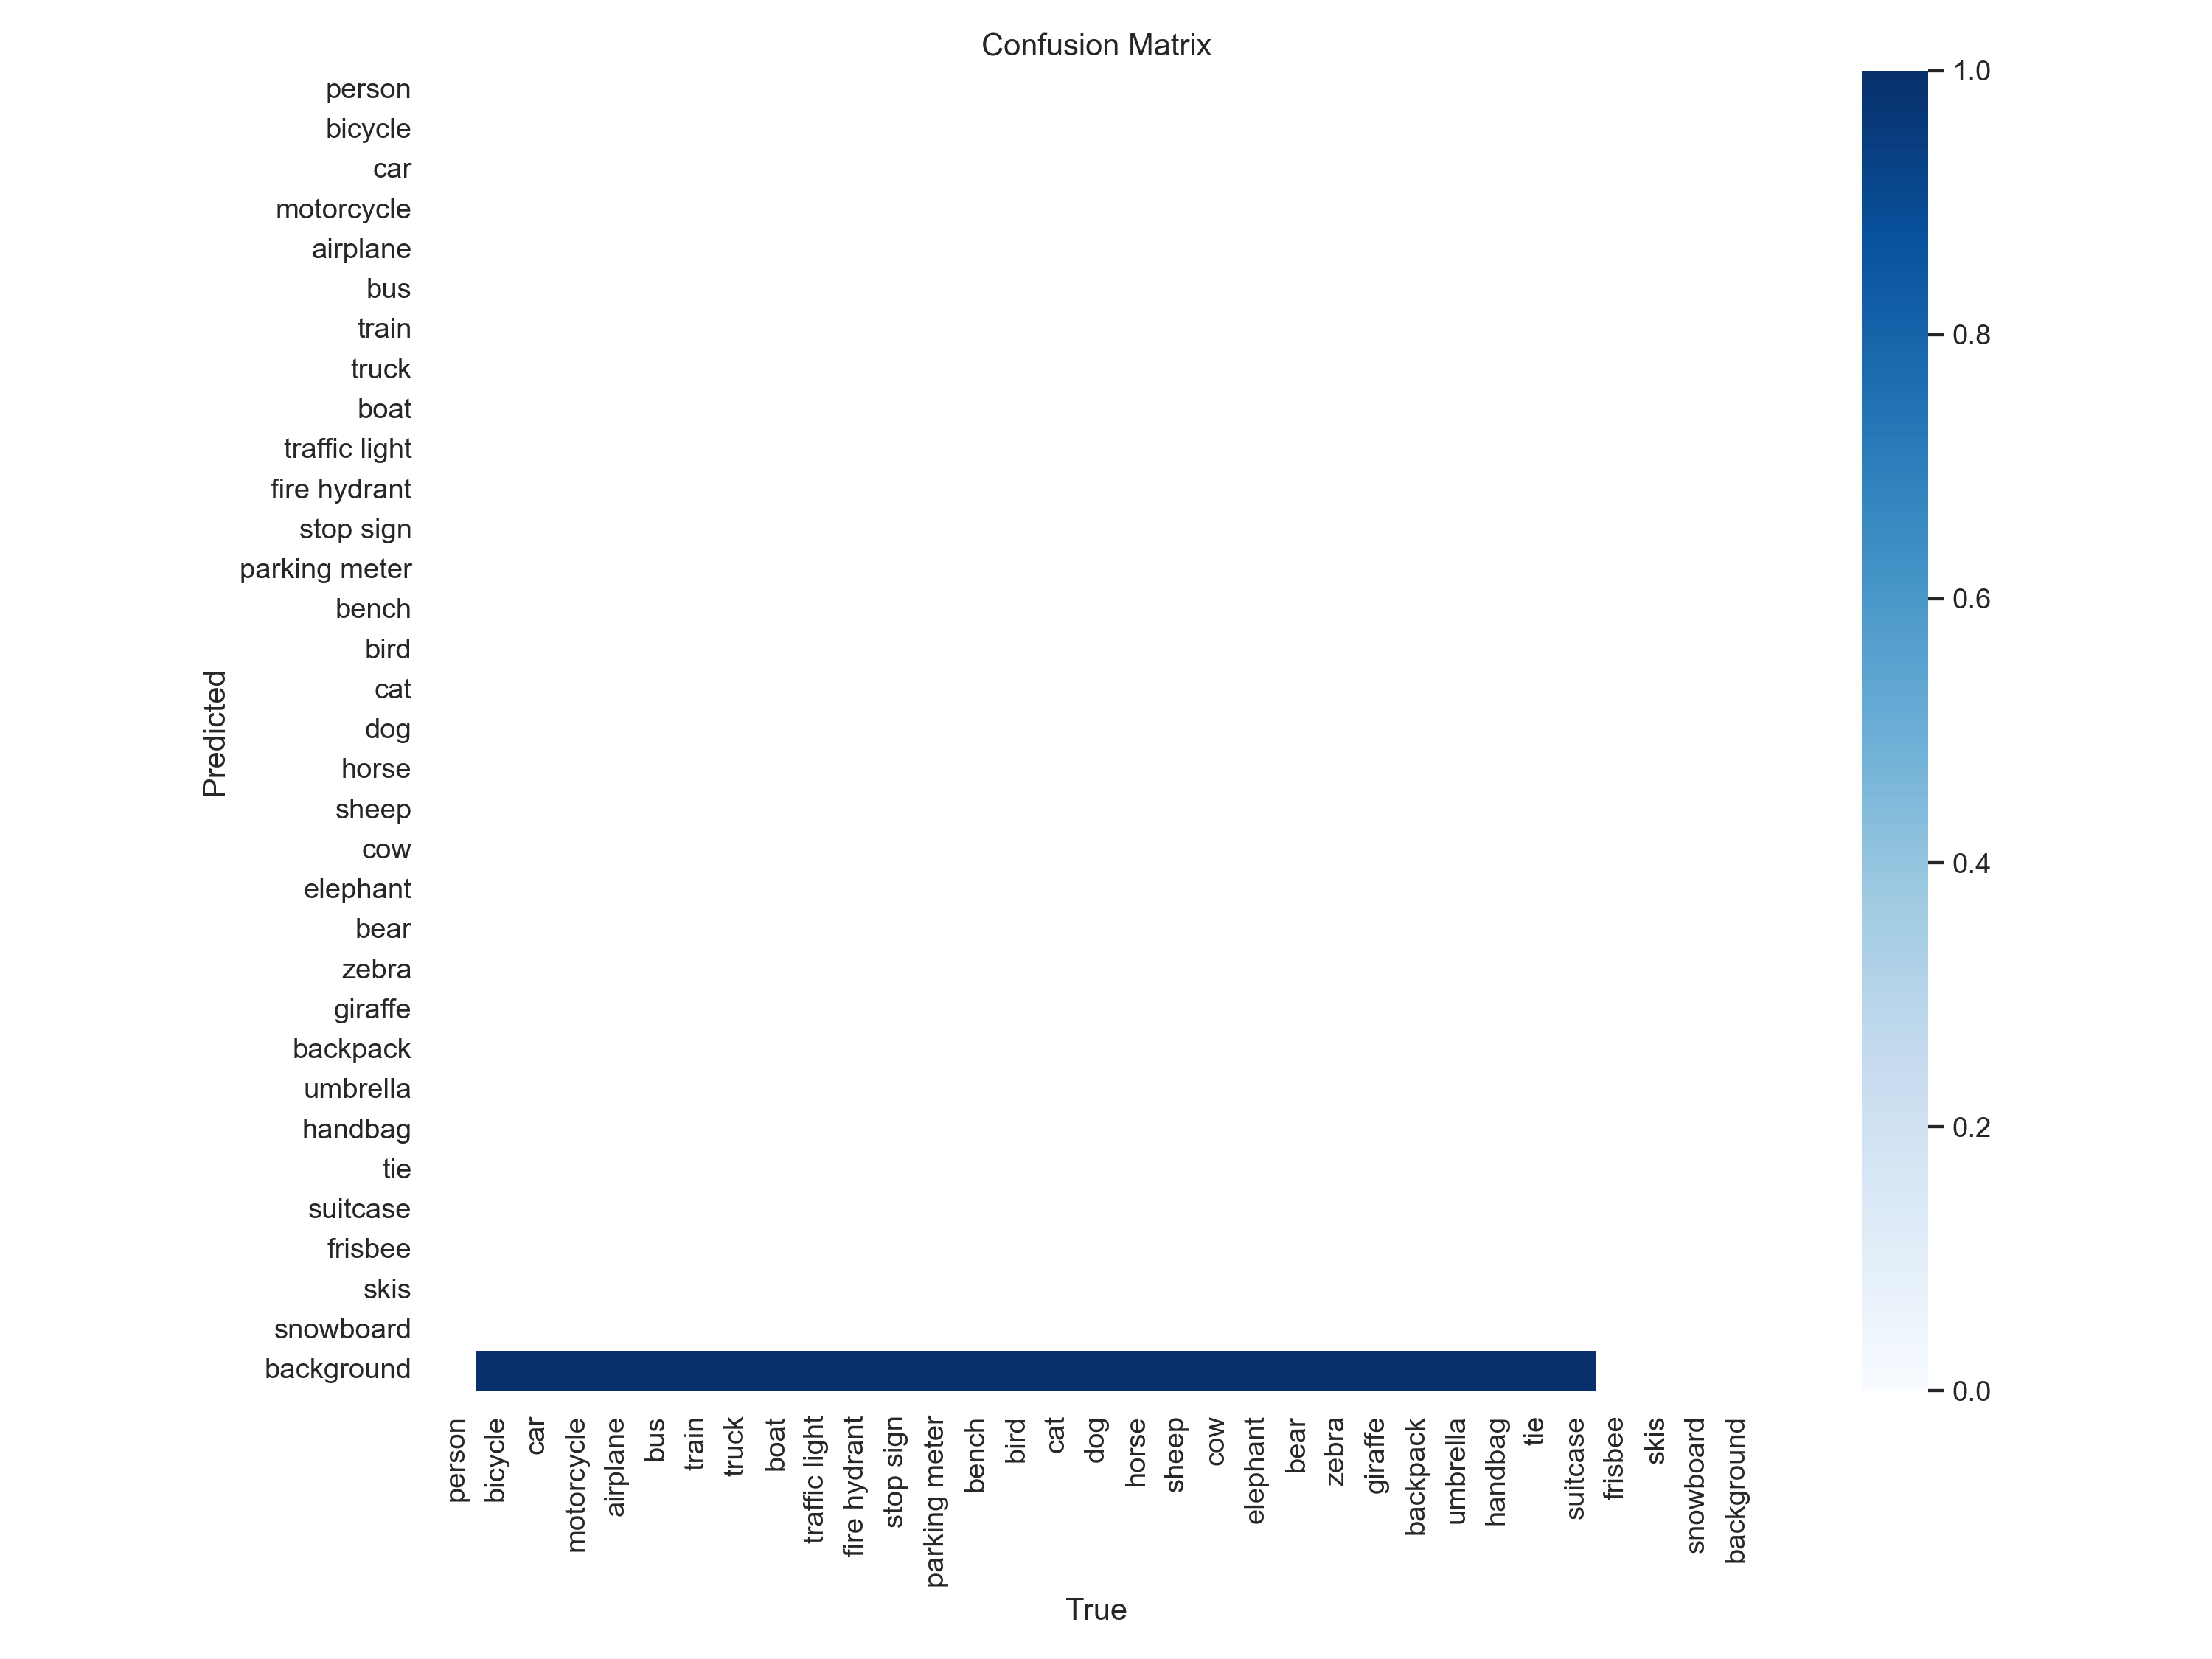 Confusion Matrix
person
bicycle
car
motorcycle
airplane
bus
train
truck
boat
traffic light
fire hydrant
stop sign
parking meter
bench
bird
cat
dog
horse
sheep
cow
elephant
bear
zebra
giraffe
backpack
umbrella
handbag
tie
suitcase
frisbee
skis
snowboard
background
Predicted
person
bicycle
car
motorcycle
airplane
bus
train
truck
boat
traffic light
fire hydrant
stop sign
parking meter
bench
bird
cat
dog
horse
sheep
cow
elephant
bear
zebra
giraffe
backpack
umbrella
handbag
tie
suitcase
frisbee
skis
snowboard
background
True
1.0
0.8
0.6
0.4
0.2
0.0